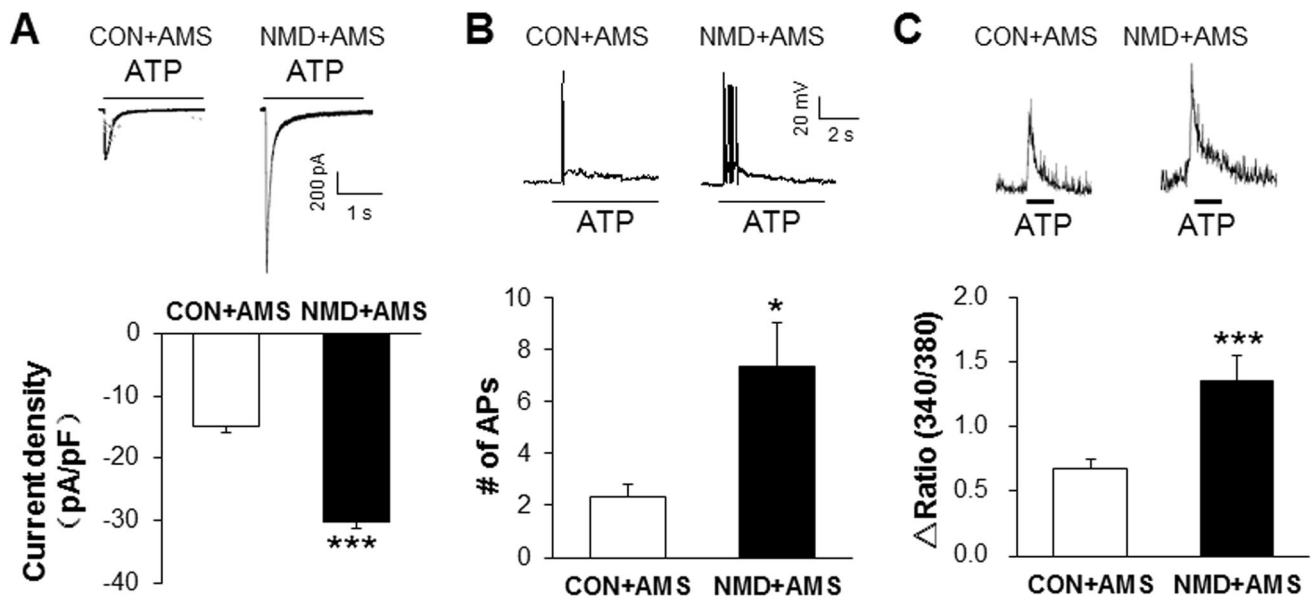 A
CON+AMS NMD+AMS
ATP ATP
200 pA
1 s
CON+AMS NMD+AMS
0
-10
-20
-30
-40
Current density
(pA/pF)
***
B
CON+AMS NMD+AMS
20 mV
2 s
ATP ATP
10
8
6
4
2
0
# of APs
*
CON+AMS NMD+AMS
C
CON+AMS NMD+AMS
ATP ATP
2.0
1.5
1.0
0.5
0.0
△Ratio (340/380)
***
CON+AMS NMD+AMS